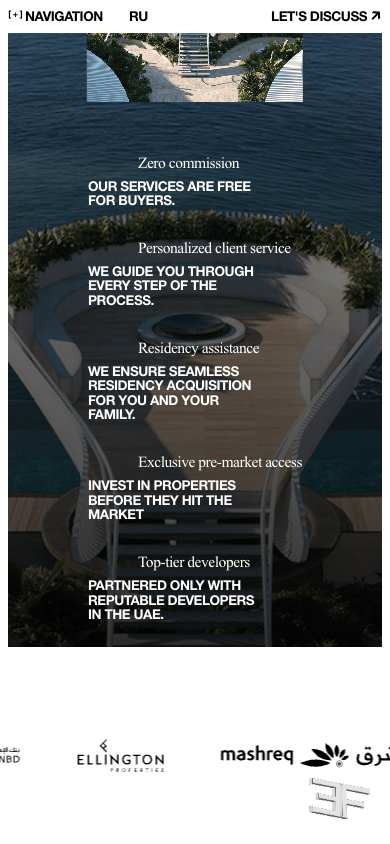 [+] NAVIGATION RU LET'S DISCUSS
Zero commission
OUR SERVICES ARE FREE
FOR BUYERS.
Personalized client service
WE GUIDE YOU THROUGH
EVERY STEP OF THE
PROCESS.
Residency assistance
WE ENSURE SEAMLESS
RESIDENCY ACQUISITION
FOR YOU AND YOUR
FAMILY.
Exclusive pre-market access
INVEST IN PROPERTIES
BEFORE THEY HIT THE
MARKET
Top-tier developers
PARTNERED ONLY WITH
REPUTABLE DEVELOPERS
IN THE UAE.
NBD
ELLINGTON
PROPERTIES
mashreq